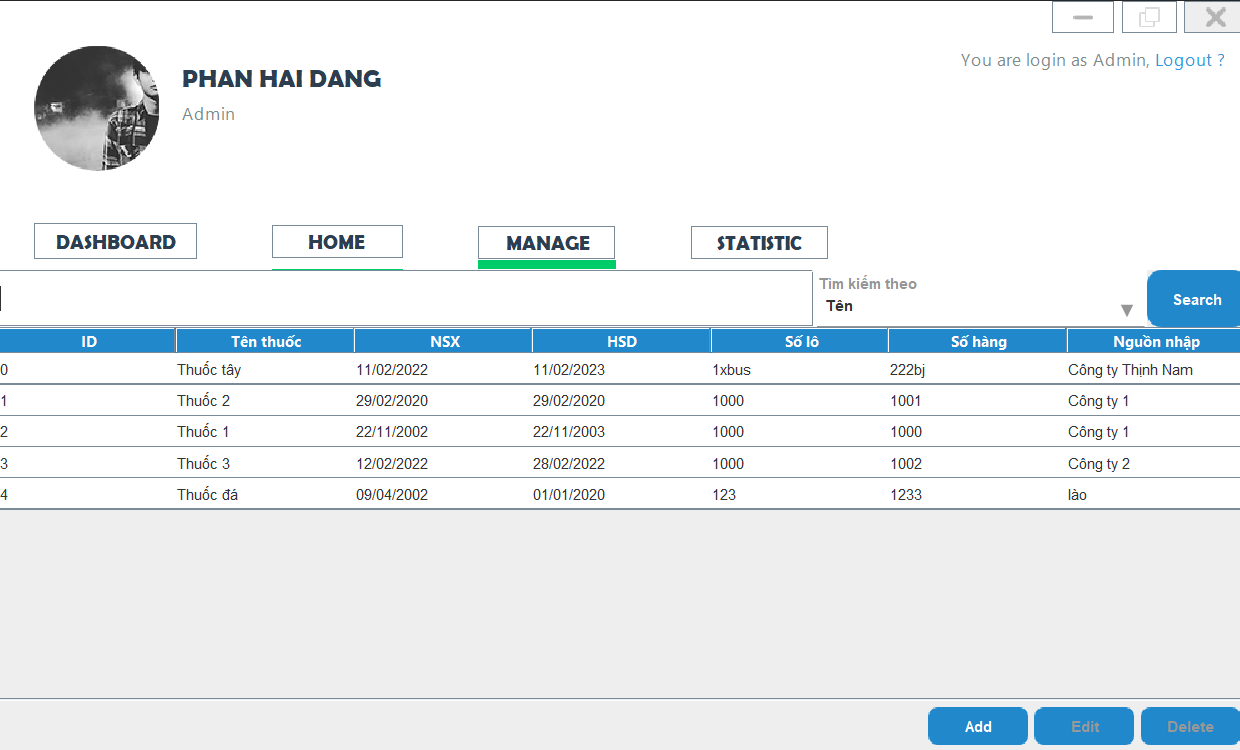 You are login as Admin, Logout ?
PHAN HAI DANG
Admin
DASHBOARD HOME MANAGE STATISTIC
Tìm kiếm theo
Tên
Search
ID Tên thuốc NSX HSD Số lô Số hàng Nguồn nhập
0 Thuốc tây 11/02/2022 11/02/2023 1xbus 222bj Công ty Thịnh Nam
1 Thuốc 2 29/02/2020 29/02/2020 1000 1001 Công ty 1
2 Thuốc 1 22/11/2002 22/11/2003 1000 1000 Công ty 1
3 Thuốc 3 12/02/2022 28/02/2022 1000 1002 Công ty 2
4 Thuốc đá 09/04/2002 01/01/2020 123 1233 lào
Add Edit Delete